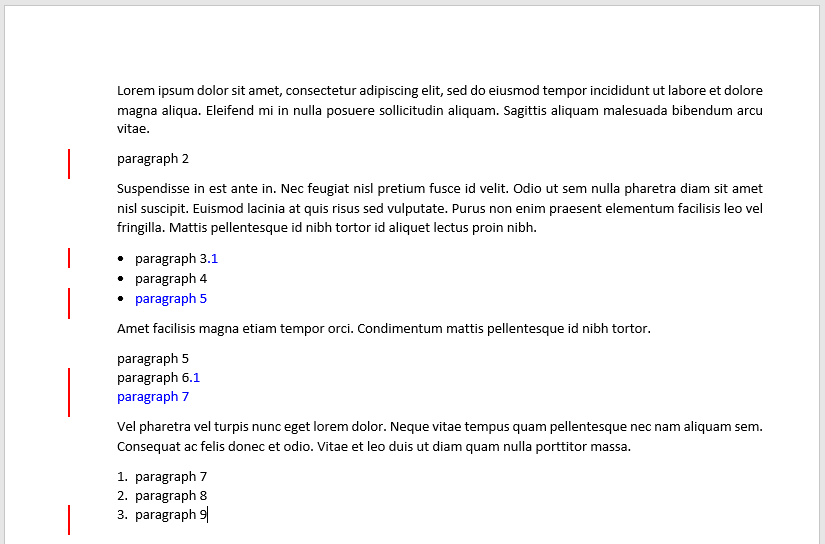 Lorem ipsum dolor sit amet, consectetur adipiscing elit, sed do eiusmod tempor incididunt ut labore et dolore
magna aliqua. Eleifend mi in nulla posuere sollicitudin aliquam. Sagittis aliquam malesuada bibendum arcu
vitae.
paragraph 2
Suspendisse in est ante in. Nec feugiat nisl pretium fusce id velit. Odio ut sem nulla pharetra diam sit amet
nisl suscipit. Euismod lacinia at quis risus sed vulputate. Purus non enim praesent elementum facilisis leo vel
fringilla. Mattis pellentesque id nibh tortor id aliquet lectus proin nibh.
• paragraph 3.1
• paragraph 4
• paragraph 5
Amet facilisis magna etiam tempor orci. Condimentum mattis pellentesque id nibh tortor.
paragraph 5
paragraph 6.1
paragraph 7
Vel pharetra vel turpis nunc eget lorem dolor. Neque vitae tempus quam pellentesque nec nam aliquam sem.
Consequat ac felis donec et odio. Vitae et leo duis ut diam quam nulla porttitor massa.
1. paragraph 7
2. paragraph 8
3. paragraph 9